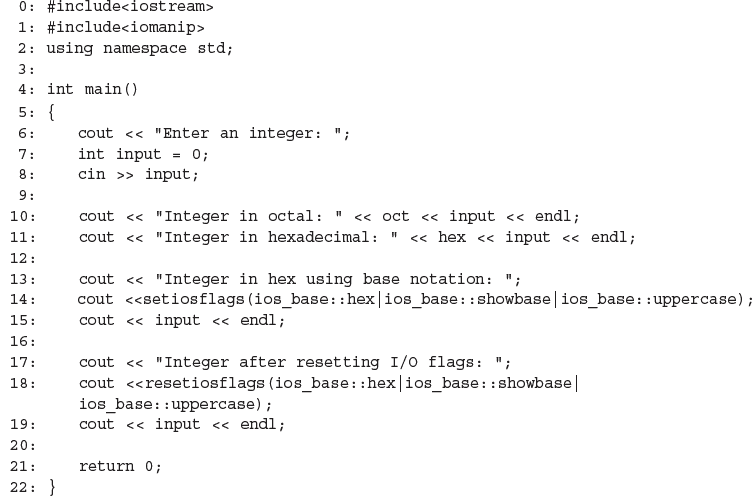 0: #include<iostream>
1: #include<iomanip>
2: using namespace std;
3:
4: int main()
5: {
6:    cout << "Enter an integer: ";
7:    int input = 0;
8:    cin >> input;
9:
10:    cout << "Integer in octal: " << oct << input << endl;
11:    cout << "Integer in hexadecimal: " << hex << input << endl;
12:
13:    cout << "Integer in hex using base notation: ";
14:    cout <<setiosflags(ios_base::hex|ios_base::showbase|ios_base::uppercase);
15:    cout << input << endl;
16:
17:    cout << "Integer after resetting I/O flags: ";
18:    cout <<resetiosflags(ios_base::hex|ios_base::showbase|
       ios_base::uppercase);
19:    cout << input << endl;
20:
21:    return 0;
22: }